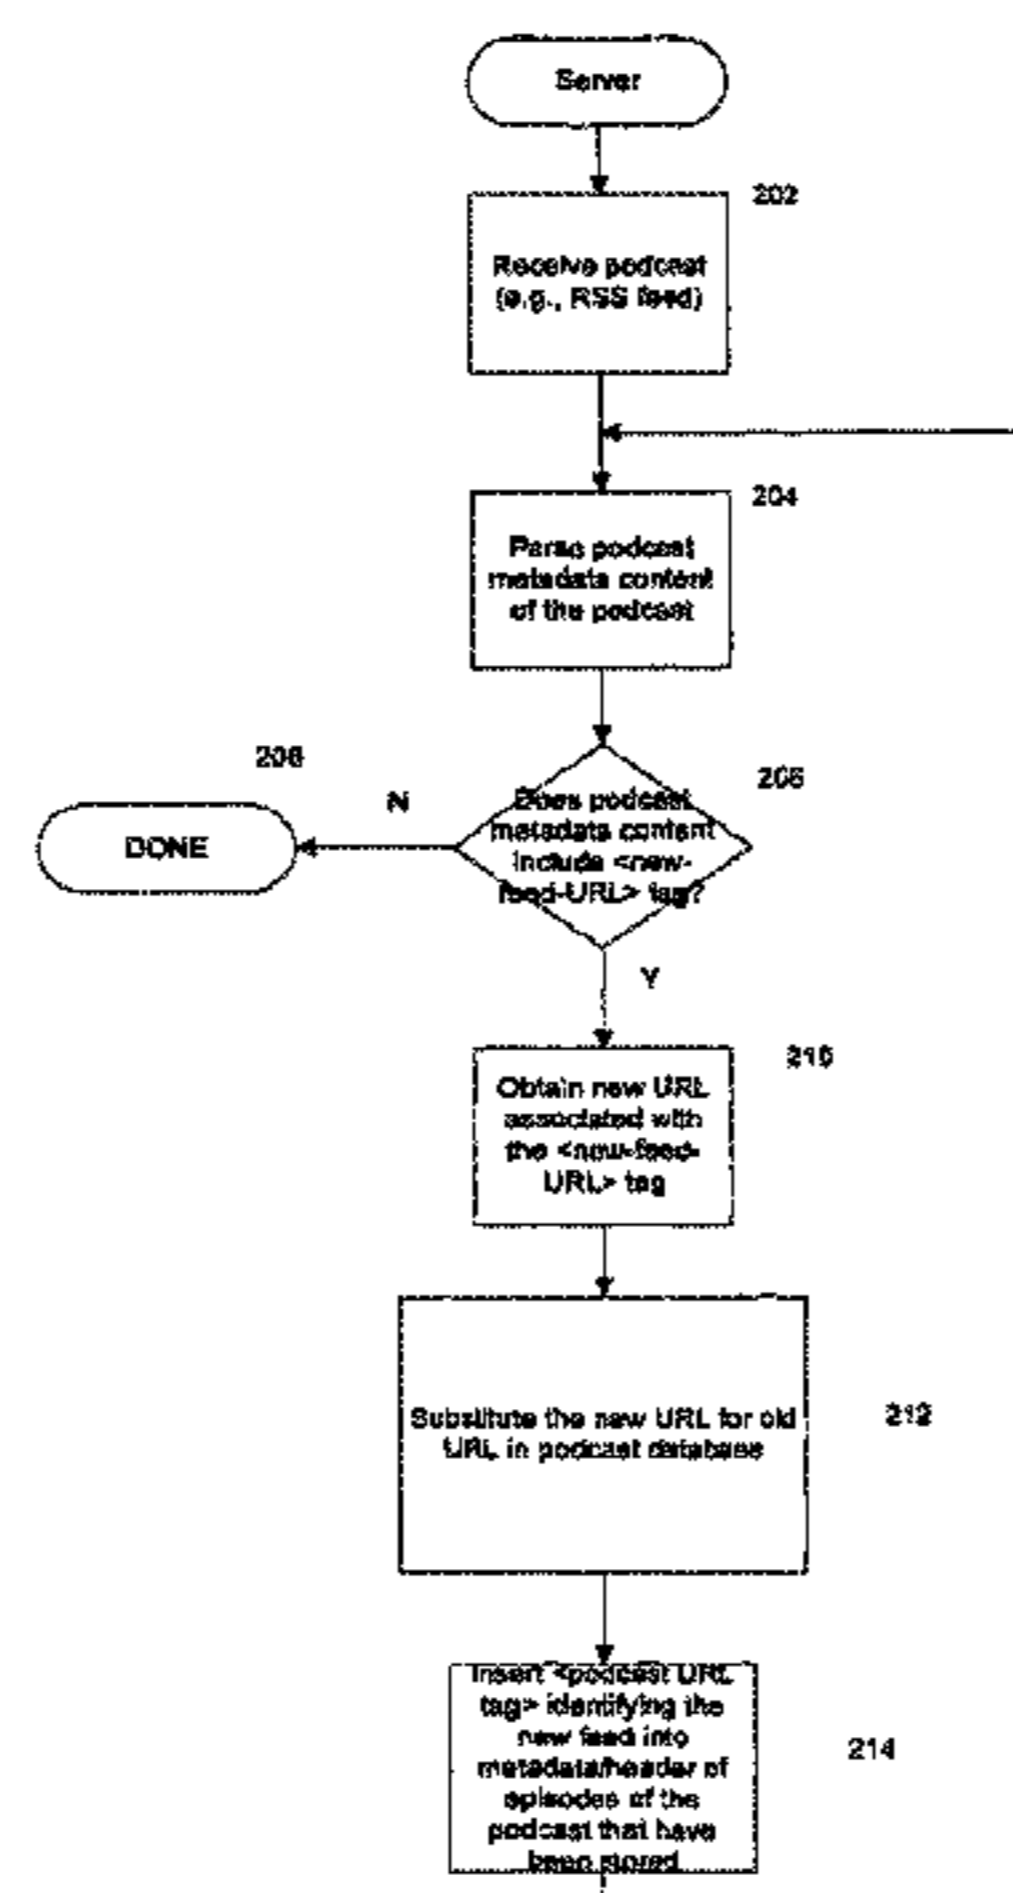 Server
202
Receive podcast
(e.g., RSS feed)
204
Parse podcast
metadata content
of the podcast
208
206
N
Does podcast
metadata content
include <new-
feed-URL> tag?
DONE
Y
210
Obtain new URL
associated with
the <new-feed-
URL> tag
Substitute the new URL for old
URL in podcast database
212
Insert <podcast URL
tag> identifying the
new feed into
metadata/header of
episodes of the
podcast that have
been stored
214